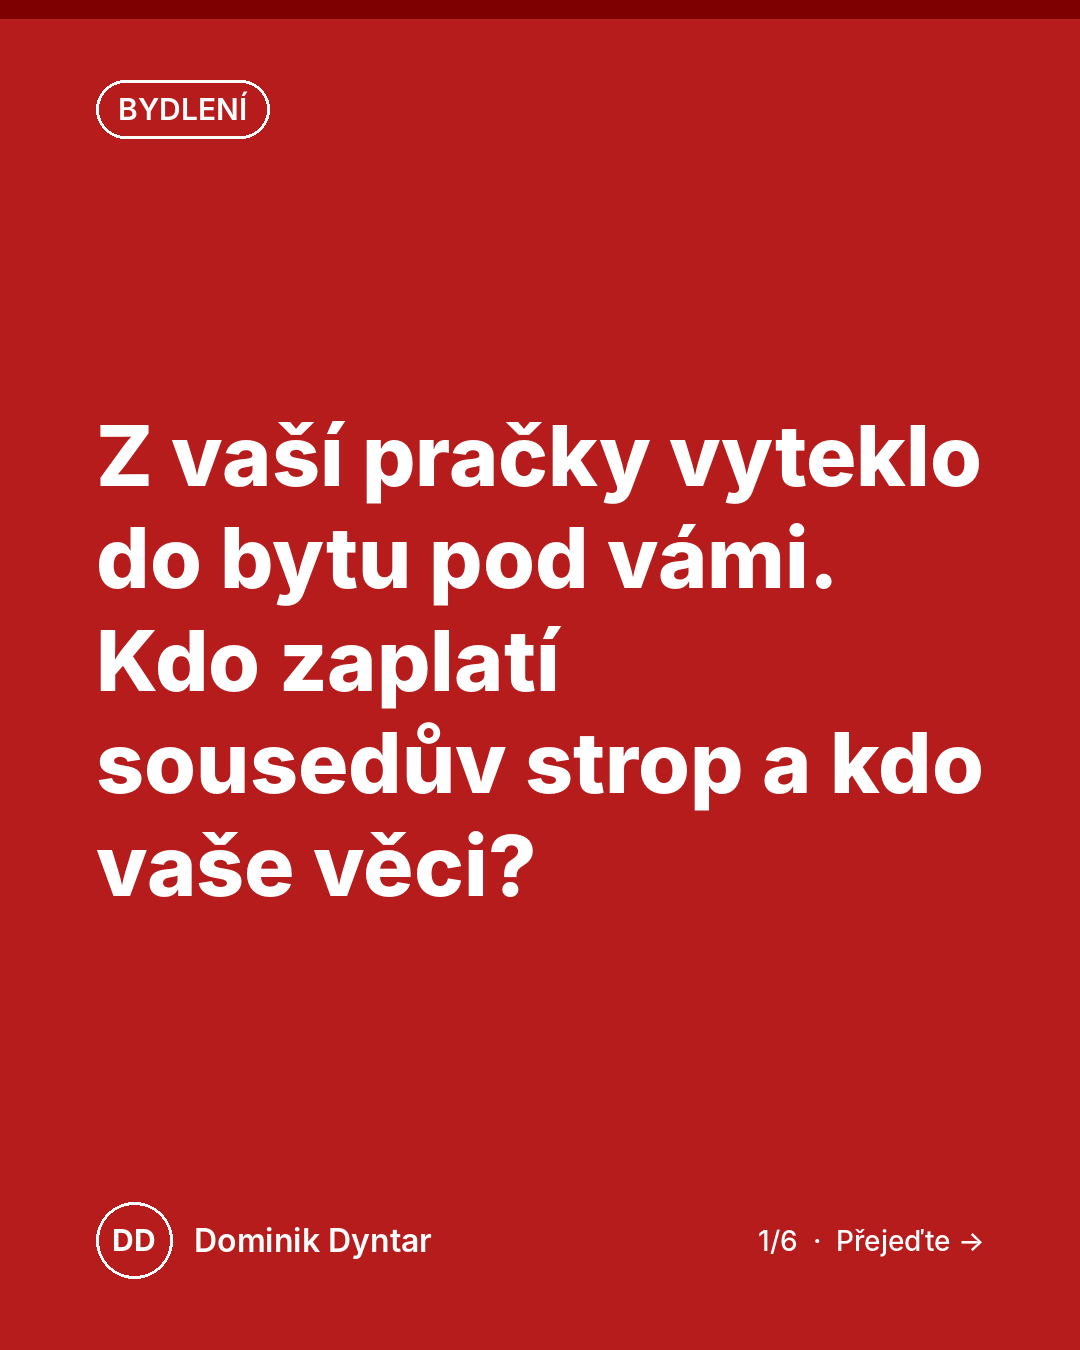 BYDLENÍ
Z vaší pračky vyteklo
do bytu pod vámi.
Kdo zaplatí
sousedův strop a kdo
vaše věci?
DD Dominik Dyntar
1/6 · Přejeďte →